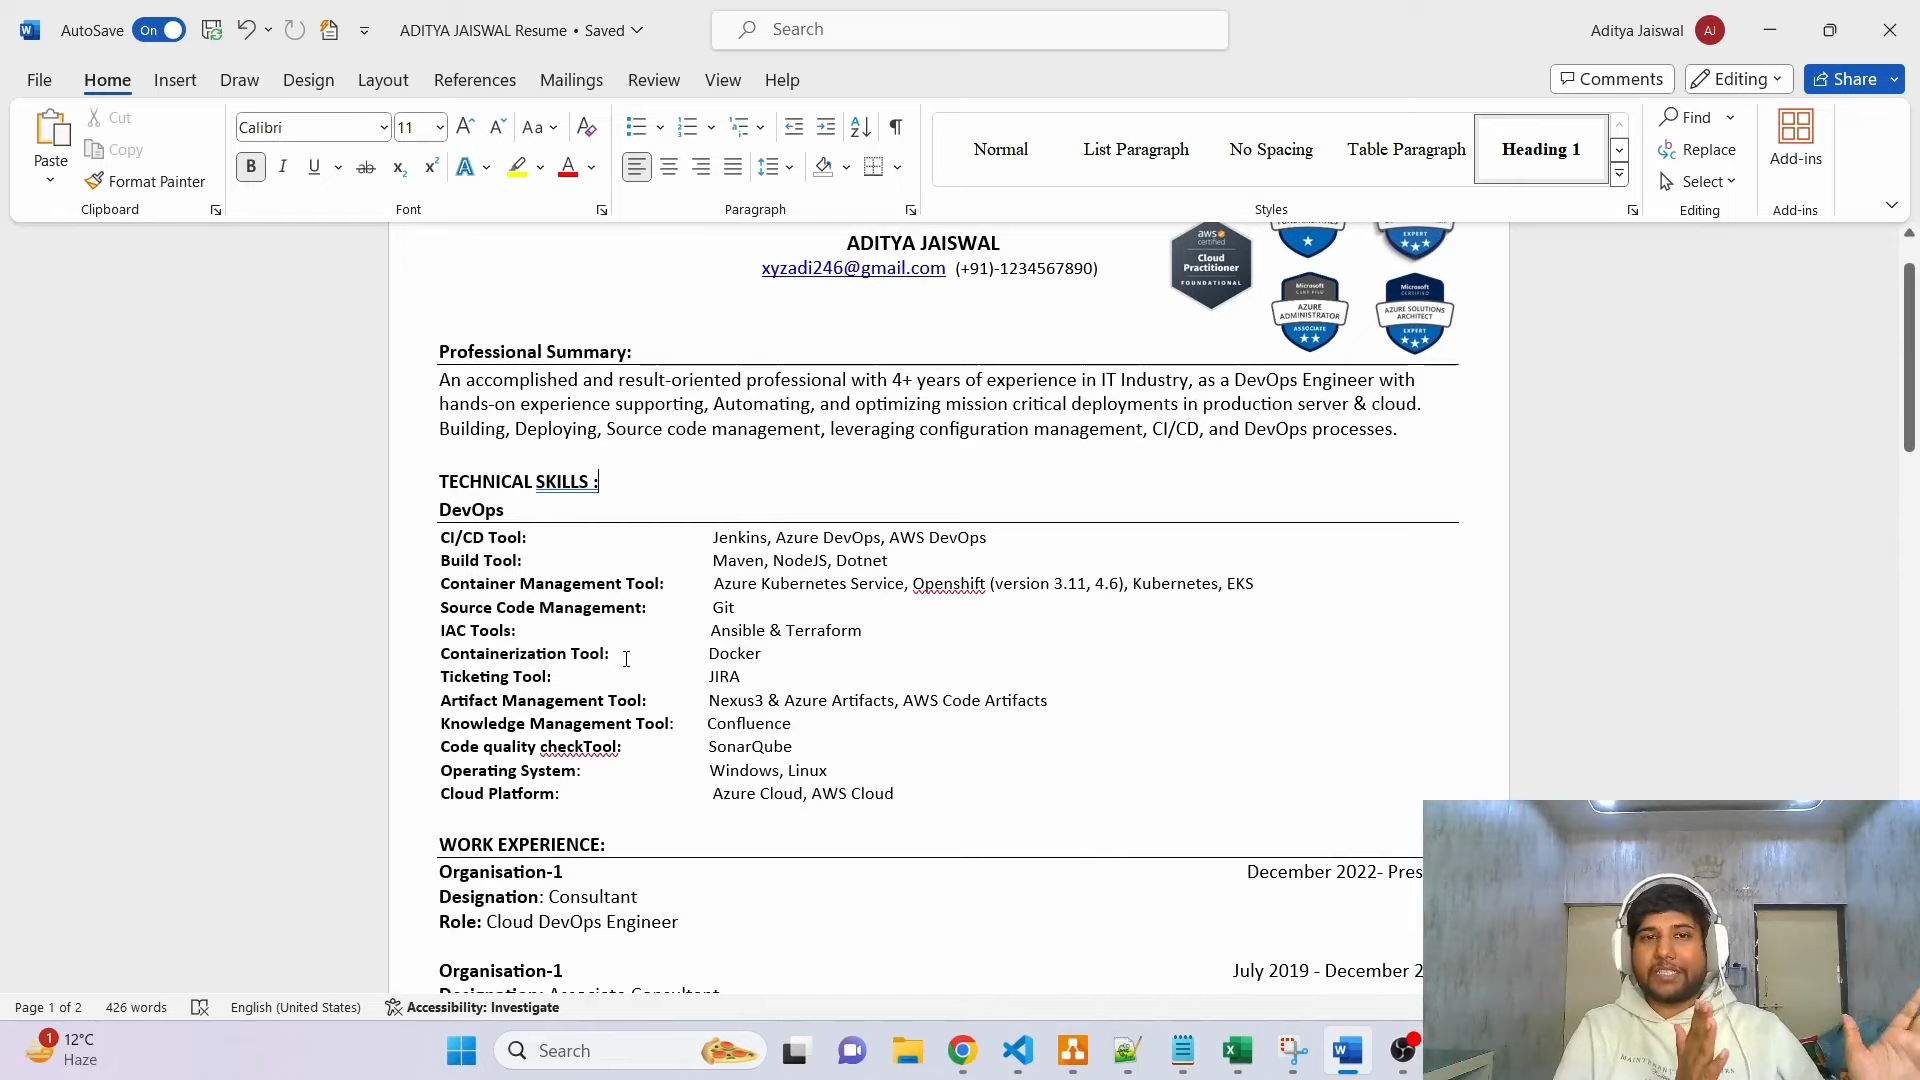 AutoSave On ADITYA JAISWAL Resume • Saved Search Aditya Jaiswal AJ
File Home Insert Draw Design Layout References Mailings Review View Help Comments Editing Share
Paste Cut Copy Format Painter Clipboard
Calibri 11 Aa Font
Paragraph
Normal List Paragraph No Spacing Table Paragraph Heading 1 Styles
Find Replace Select Editing
Add-ins Add-ins
ADITYA JAISWAL
xyzadi246@gmail.com (+91)-1234567890)
aws certified Cloud Practitioner FOUNDATIONAL
EXPERT
Microsoft CERTIFIED AZURE ADMINISTRATOR ASSOCIATE
Microsoft CERTIFIED AZURE SOLUTIONS ARCHITECT EXPERT
Professional Summary:
An accomplished and result-oriented professional with 4+ years of experience in IT Industry, as a DevOps Engineer with
hands-on experience supporting, Automating, and optimizing mission critical deployments in production server & cloud.
Building, Deploying, Source code management, leveraging configuration management, CI/CD, and DevOps processes.
TECHNICAL SKILLS :
DevOps
CI/CD Tool: Jenkins, Azure DevOps, AWS DevOps
Build Tool: Maven, NodeJS, Dotnet
Container Management Tool: Azure Kubernetes Service, Openshift (version 3.11, 4.6), Kubernetes, EKS
Source Code Management: Git
IAC Tools: Ansible & Terraform
Containerization Tool: Docker
Ticketing Tool: JIRA
Artifact Management Tool: Nexus3 & Azure Artifacts, AWS Code Artifacts
Knowledge Management Tool: Confluence
Code quality checkTool: SonarQube
Operating System: Windows, Linux
Cloud Platform: Azure Cloud, AWS Cloud
WORK EXPERIENCE:
Organisation-1 December 2022- Pres
Designation: Consultant
Role: Cloud DevOps Engineer
Organisation-1 July 2019 - December 2
Designation: Associate Consultant
Page 1 of 2 426 words English (United States) Accessibility: Investigate
1 12°C Haze Search